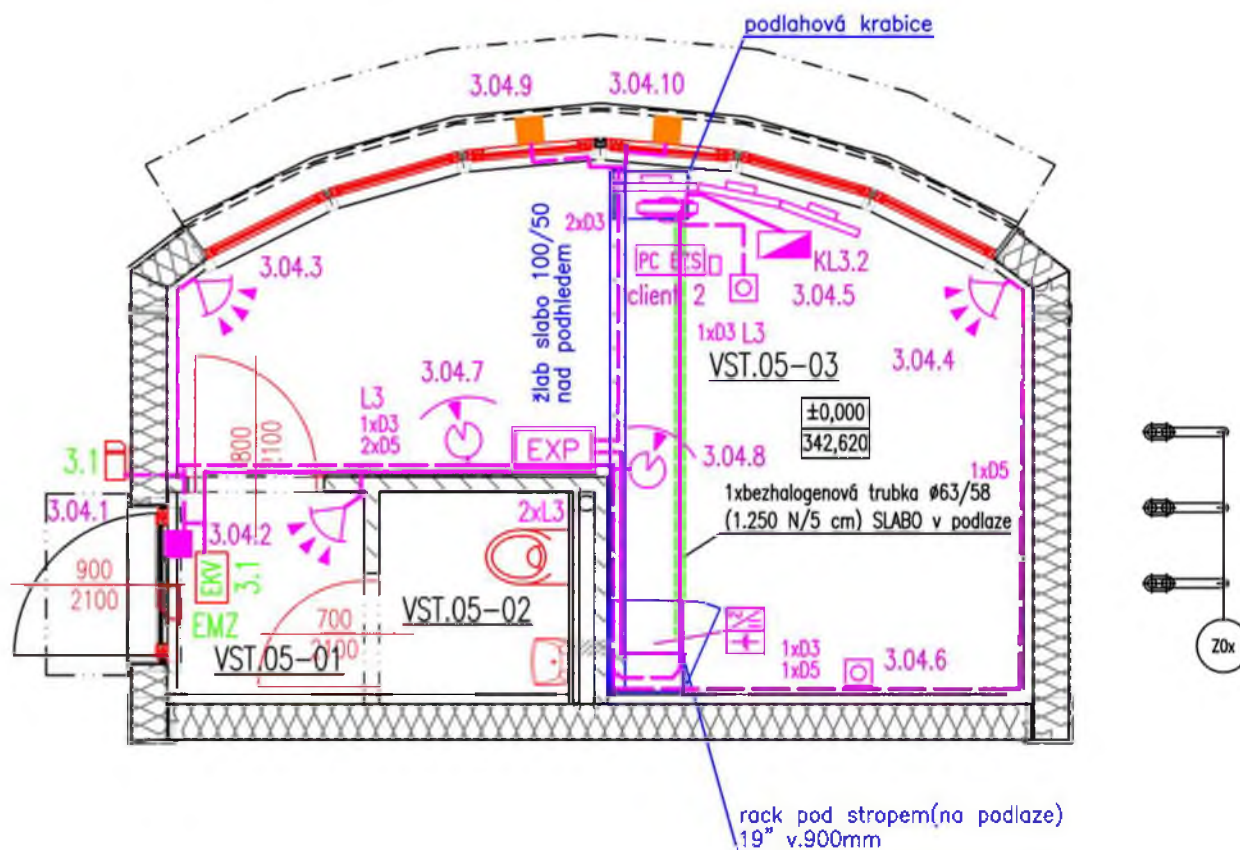 podlahová krabice
3.04.9
3.04.10
žlab slabo 100/50
nad podhledem
2xD3
3.04.3
PC EZS
client 2
KL3.2
3.04.5
1xD3 L3
VST.05-03
3.04.4
3.04.7
L3
1xD3
2xD5
800
2100
±0,000
342,620
EXP
3.04.8
3.1
1xD5
1xbezhalogenová trubka ø63/58
(1.250 N/5 cm) SLABO v podlaze
3.04.1
3.04.2
2xL3
900
2100
EKV
3.1
EMZ
VST.05-02
700
2100
VST.05-01
1xD3
1xD5
3.04.6
Z0x
rack pod stropem(na podlaze)
19" v.900mm